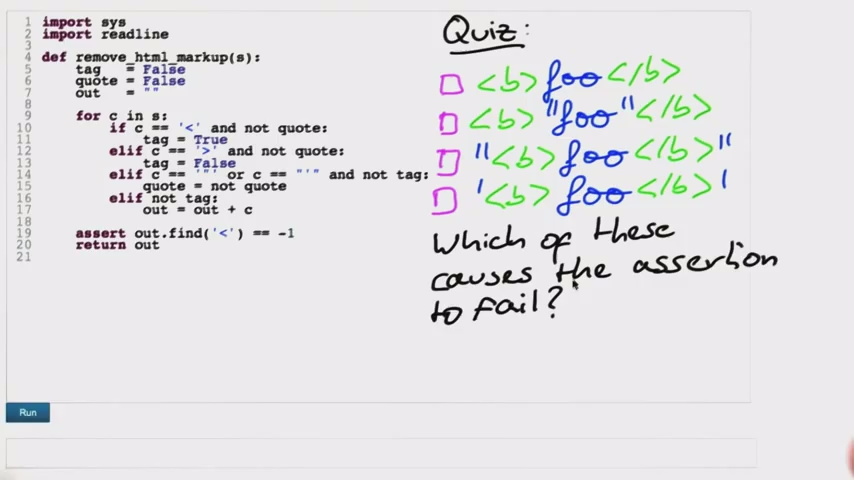 1 import sys
2 import readline
3
4 def remove_html_markup(s):
5 tag = False
6 quote = False
7 out = ""
8
9 for c in s:
10 if c == '<' and not quote:
11 tag = True
12 elif c == '>' and not quote:
13 tag = False
14 elif c == '"' or c == "'" and not tag:
15 quote = not quote
16 elif not tag:
17 out = out + c
18
19 assert out.find('<') == -1
20 return out
21
Run
Quiz:
<b> foo </b>
<b> "foo" </b>
"<b> foo </b>"
'<b> foo </b>'
Which of these
causes the assertion
to fail?